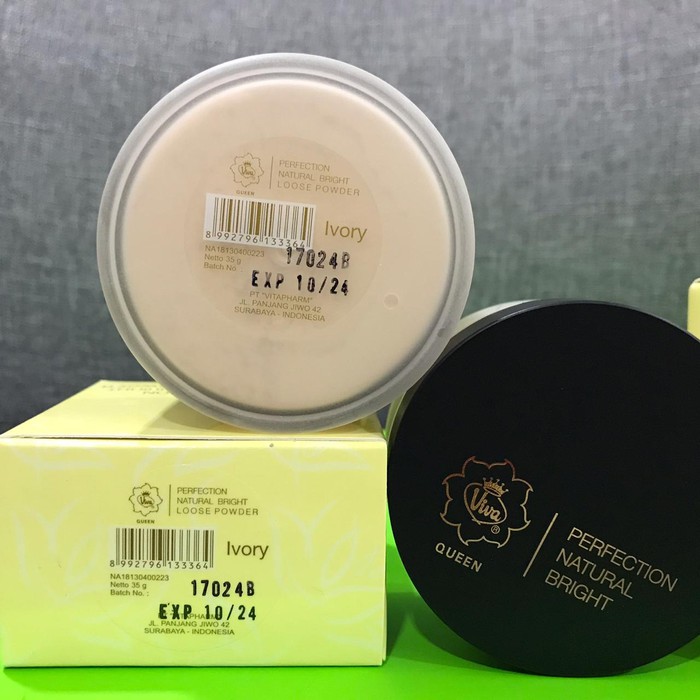 Viva
QUEEN
PERFECTION
NATURAL BRIGHT
LOOSE POWDER
8 992796 133364
Ivory
NA18130400223
Netto 35 g
Batch No.:
17024B
EXP 10/24
PT "VITAPHARM"
JL. PANJANG JIWO 42
SURABAYA - INDONESIA
Viva
QUEEN
PERFECTION
NATURAL BRIGHT
LOOSE POWDER
8 992796 133364
Ivory
NA18130400223
Netto 35 g
Batch No. :
17024B
EXP 10/24
JL. PANJANG JIWO 42
SURABAYA - INDONESIA
Viva ®
QUEEN
PERFECTION
NATURAL
BRIGHT